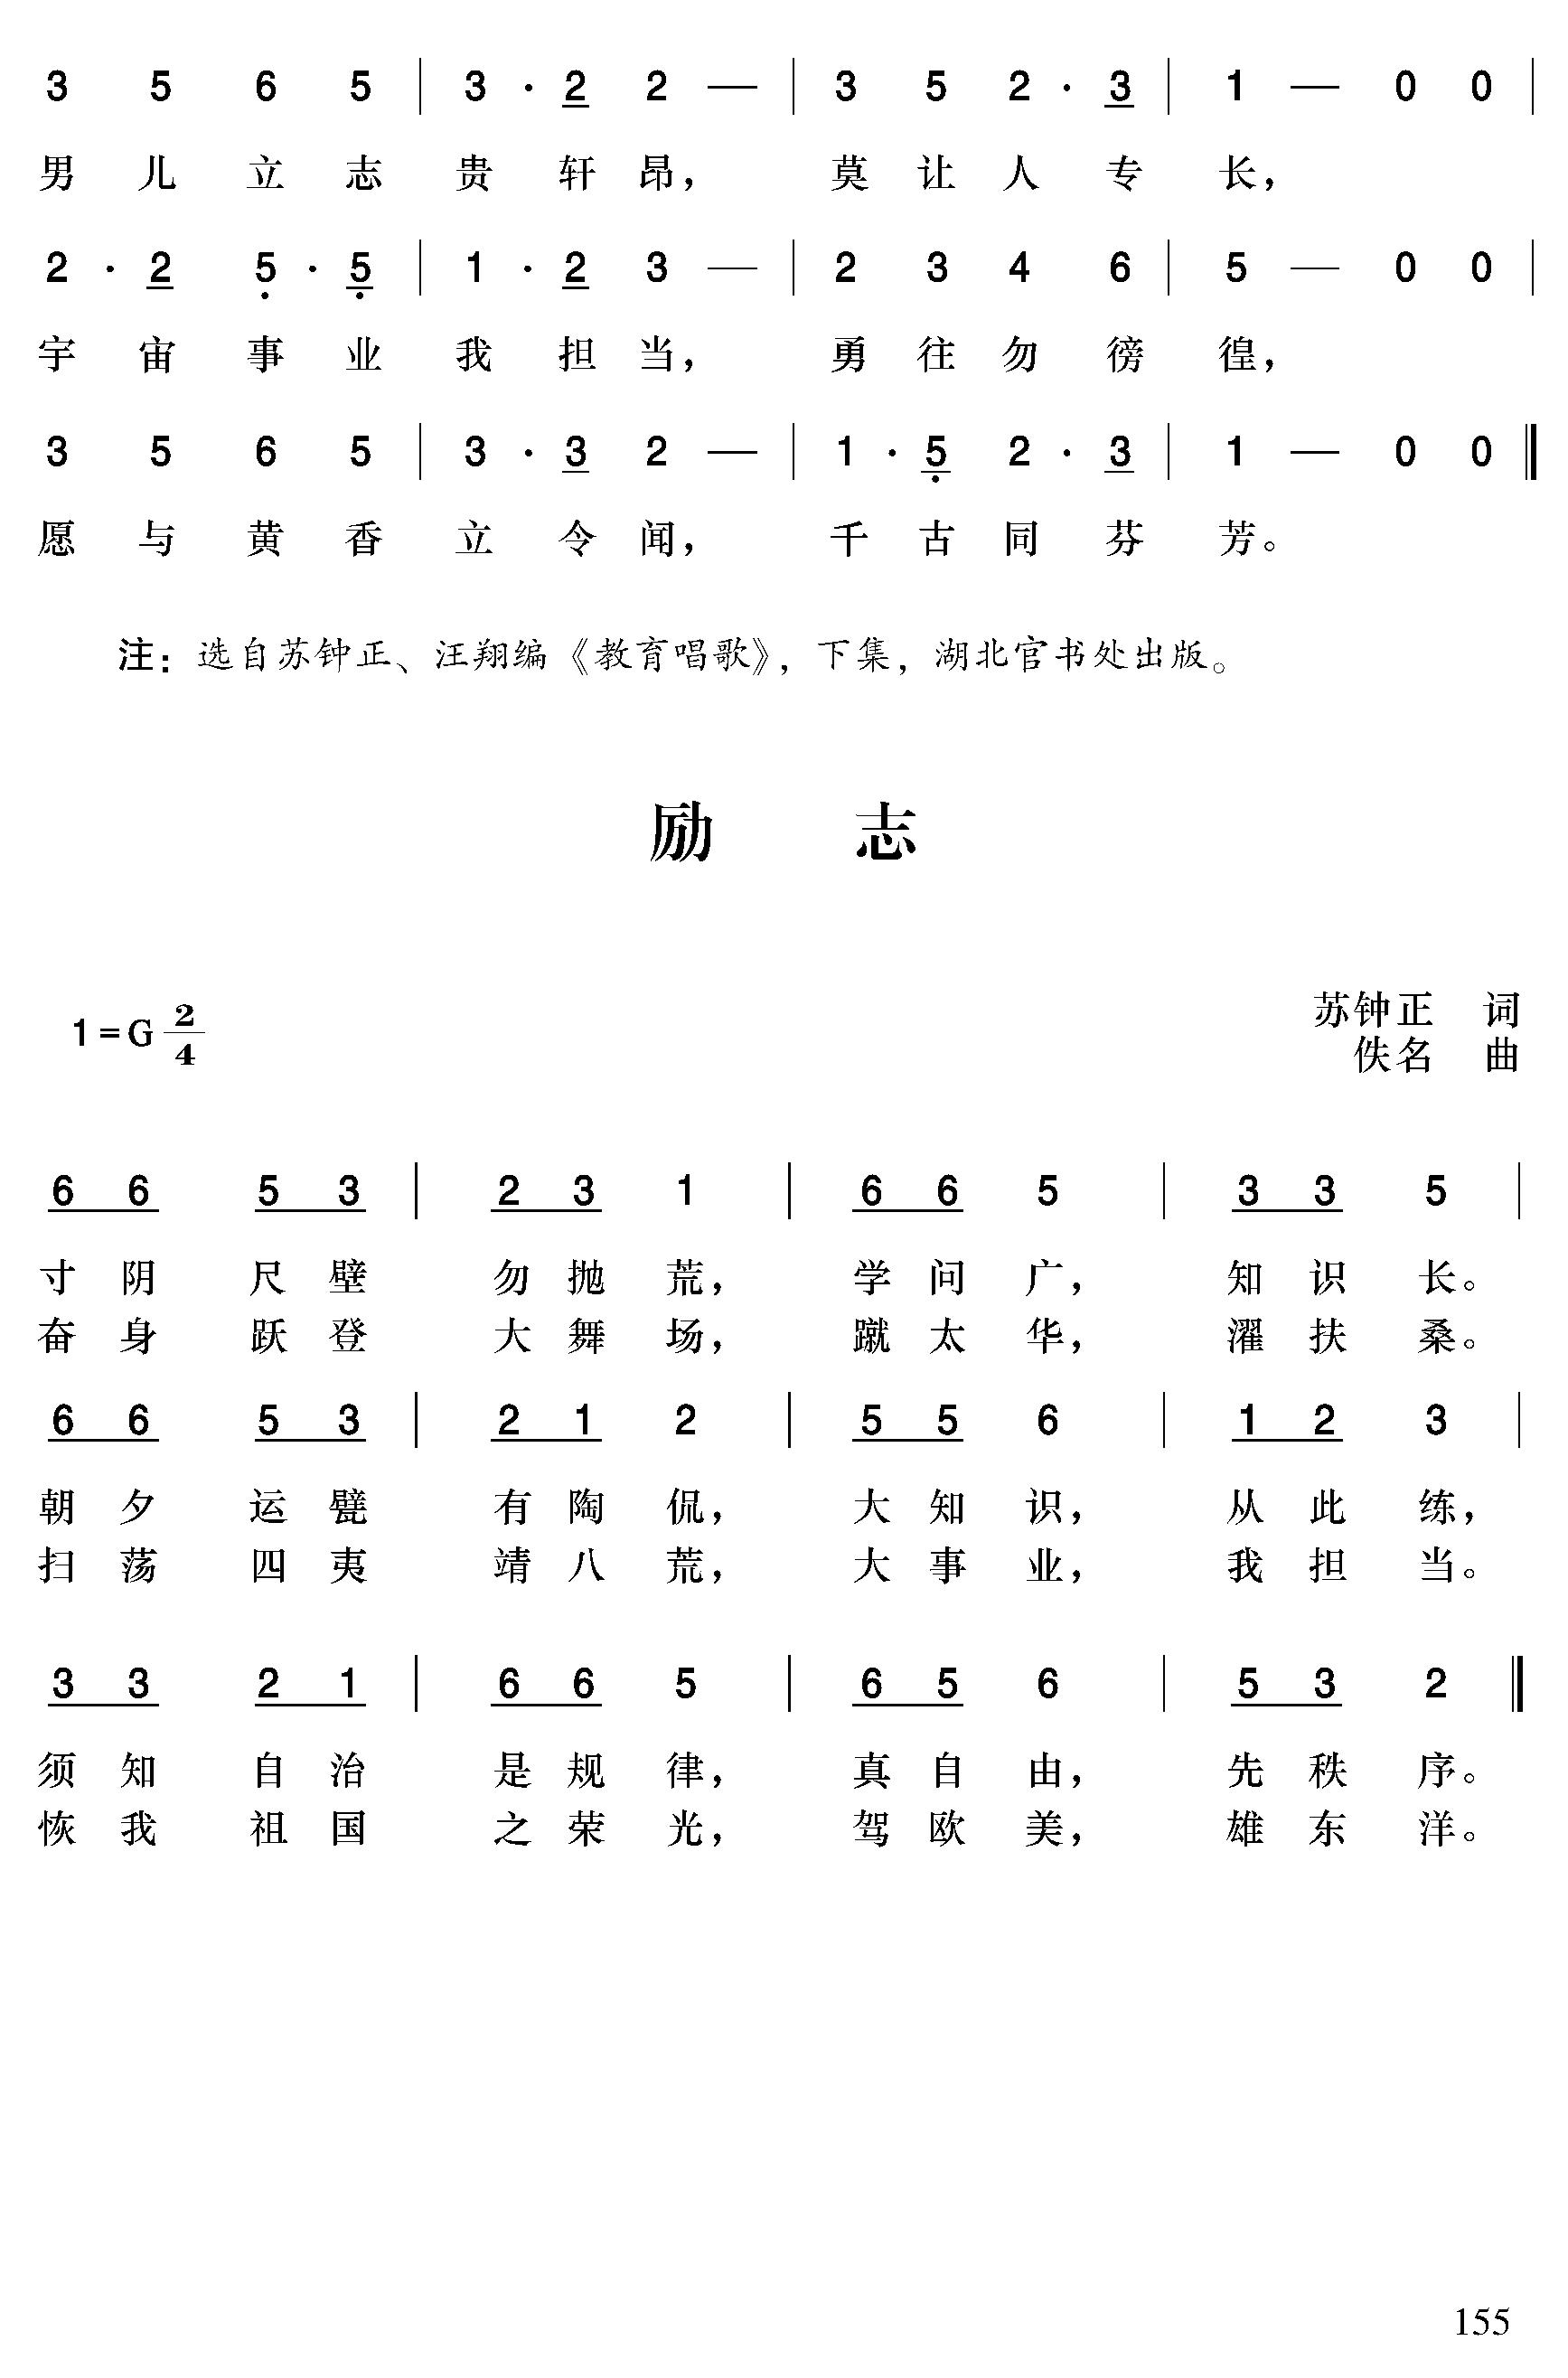 3 5 6 5 | 3 · 2 2 — | 3 5 2 · 3 | 1 — 0 0 |
男 儿 立 志 贵 轩 昂， 莫 让 人 专 长，
2 · 2 5 · 5 | 1 · 2 3 — | 2 3 4 6 | 5 — 0 0 |
宇 宙 事 业 我 担 当， 勇 往 勿 徬 徨，
3 5 6 5 | 3 · 3 2 — | 1 · 5 2 · 3 | 1 — 0 0 ‖
愿 与 黄 香 立 令 闻， 千 古 同 芬 芳。
注：选自苏钟正、汪翔编《教育唱歌》，下集，湖北官书处出版。
励 志
1=G 2/4
苏钟正 词
佚名 曲
6 6 5 3 | 2 3 1 | 6 6 5 | 3 3 5 |
寸 阴 尺 壁 勿 抛 荒， 学 问 广， 知 识 长。
奋 身 跃 登 大 舞 场， 蹴 太 华， 濯 扶 桑。
6 6 5 3 | 2 1 2 | 5 5 6 | 1 2 3 |
朝 夕 运 甓 有 陶 侃， 大 知 识， 从 此 练，
扫 荡 四 夷 靖 八 荒， 大 事 业， 我 担 当。
3 3 2 1 | 6 6 5 | 6 5 6 | 5 3 2 ‖
须 知 自 治 是 规 律， 真 自 由， 先 秩 序。
恢 我 祖 国 之 荣 光， 驾 欧 美， 雄 东 洋。
155